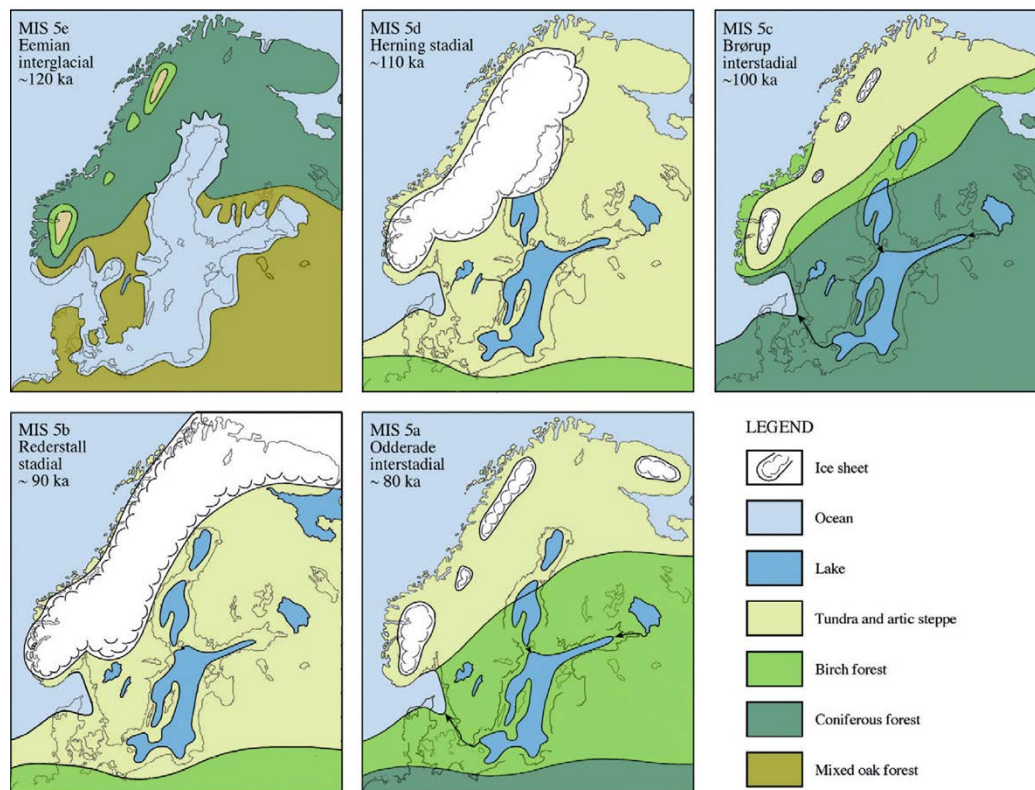 MIS 5e
Eemian
interglacial
~120 ka
MIS 5d
Herning stadial
~110 ka
MIS 5c
Brørup
interstadial
~100 ka
MIS 5b
Rederstall
stadial
~ 90 ka
MIS 5a
Odderade
interstadial
~ 80 ka
LEGEND
Ice sheet
Ocean
Lake
Tundra and artic steppe
Birch forest
Coniferous forest
Mixed oak forest